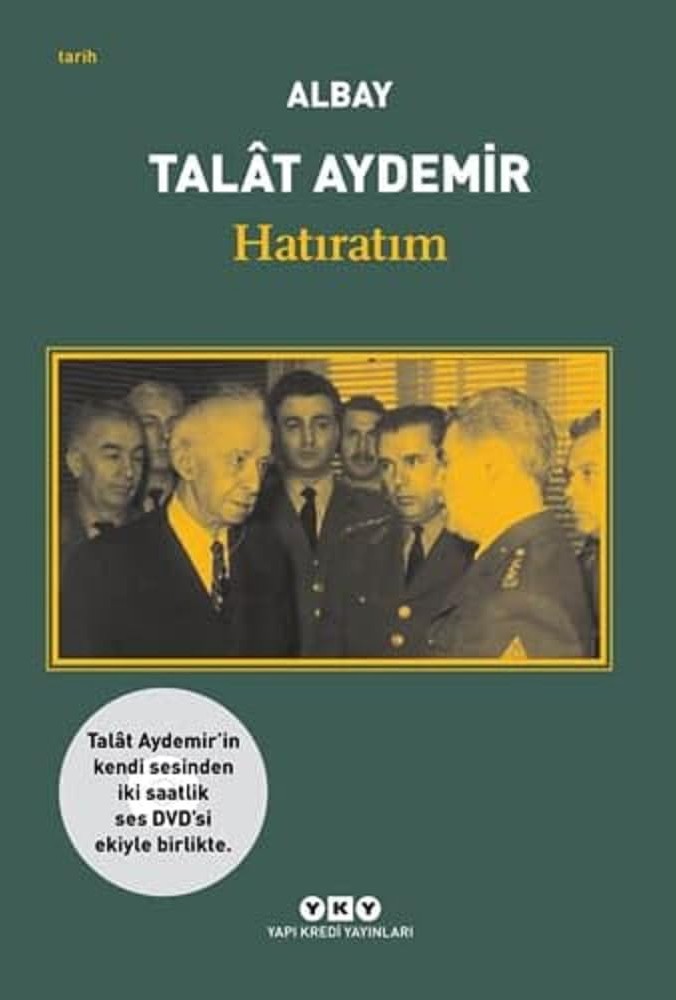 tarih
ALBAY
TALÂT AYDEMİR
Hatıratım
Talât Aydemir'in
kendi sesinden
iki saatlik
ses DVD'si
ekiyle birlikte.
YKY
YAPI KREDİ YAYINLARI